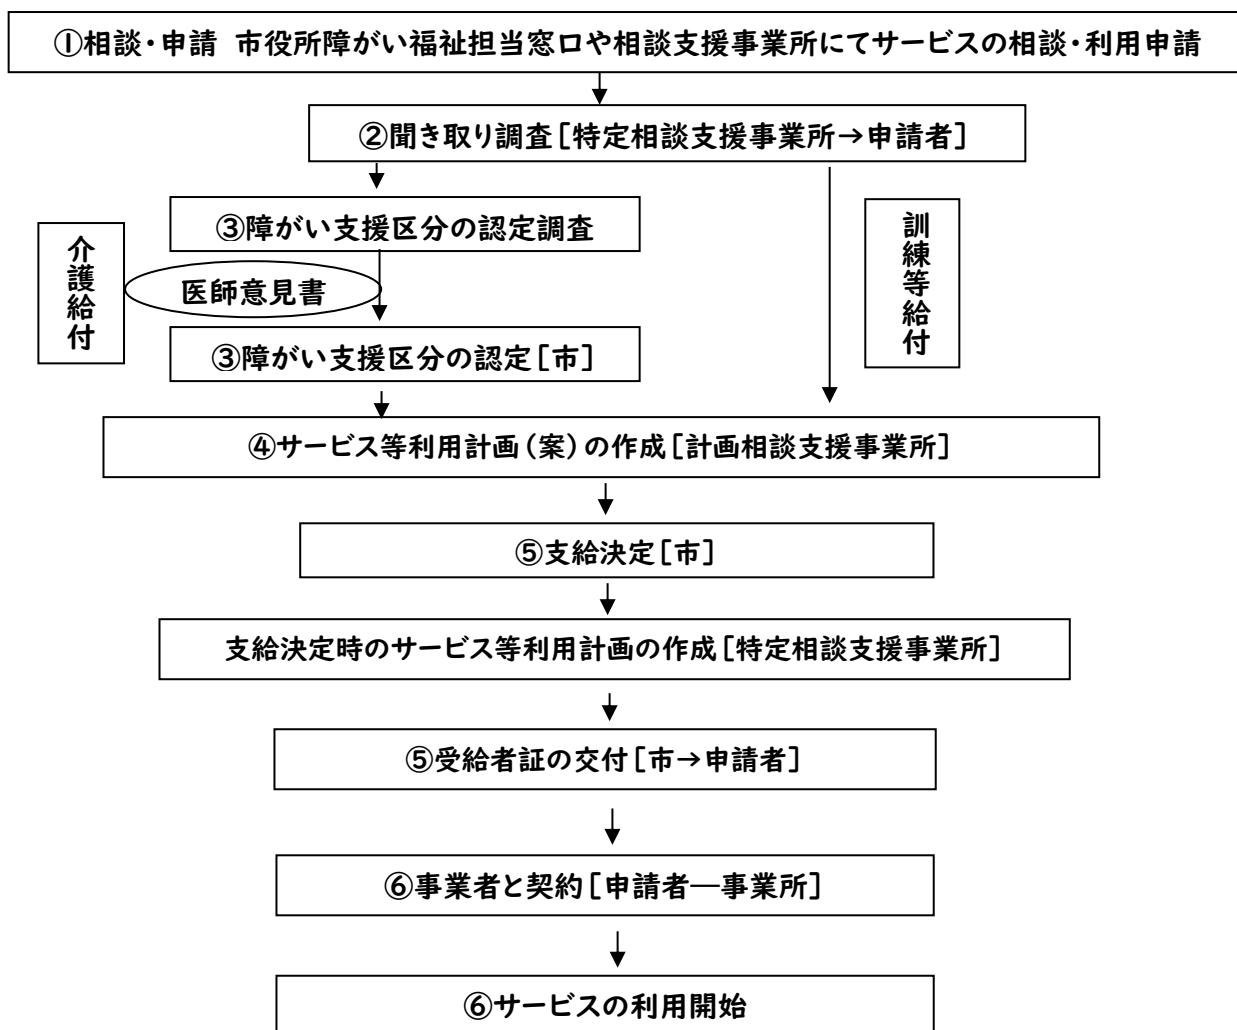 ①相談・申請 市役所障がい福祉担当窓口や相談支援事業所にてサービスの相談・利用申請
②聞き取り調査[特定相談支援事業所→申請者]
③障がい支援区分の認定調査
介護給付
訓練等給付
医師意見書
③障がい支援区分の認定[市]
④サービス等利用計画(案)の作成[計画相談支援事業所]
⑤支給決定[市]
支給決定時のサービス等利用計画の作成[特定相談支援事業所]
⑤受給者証の交付[市→申請者]
⑥事業者と契約[申請者―事業所]
⑥サービスの利用開始